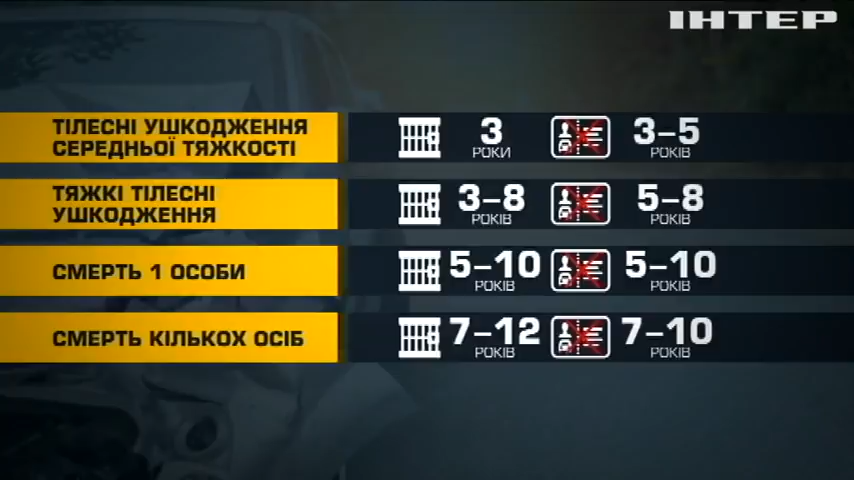 ІНТЕР
ТІЛЕСНІ УШКОДЖЕННЯ
СЕРЕДНЬОЇ ТЯЖКОСТІ
3
РОКИ
3–5
РОКІВ
ТЯЖКІ ТІЛЕСНІ
УШКОДЖЕННЯ
3–8
РОКІВ
5–8
РОКІВ
СМЕРТЬ 1 ОСОБИ
5–10
РОКІВ
5–10
РОКІВ
СМЕРТЬ КІЛЬКОХ ОСІБ
7–12
РОКІВ
7–10
РОКІВ